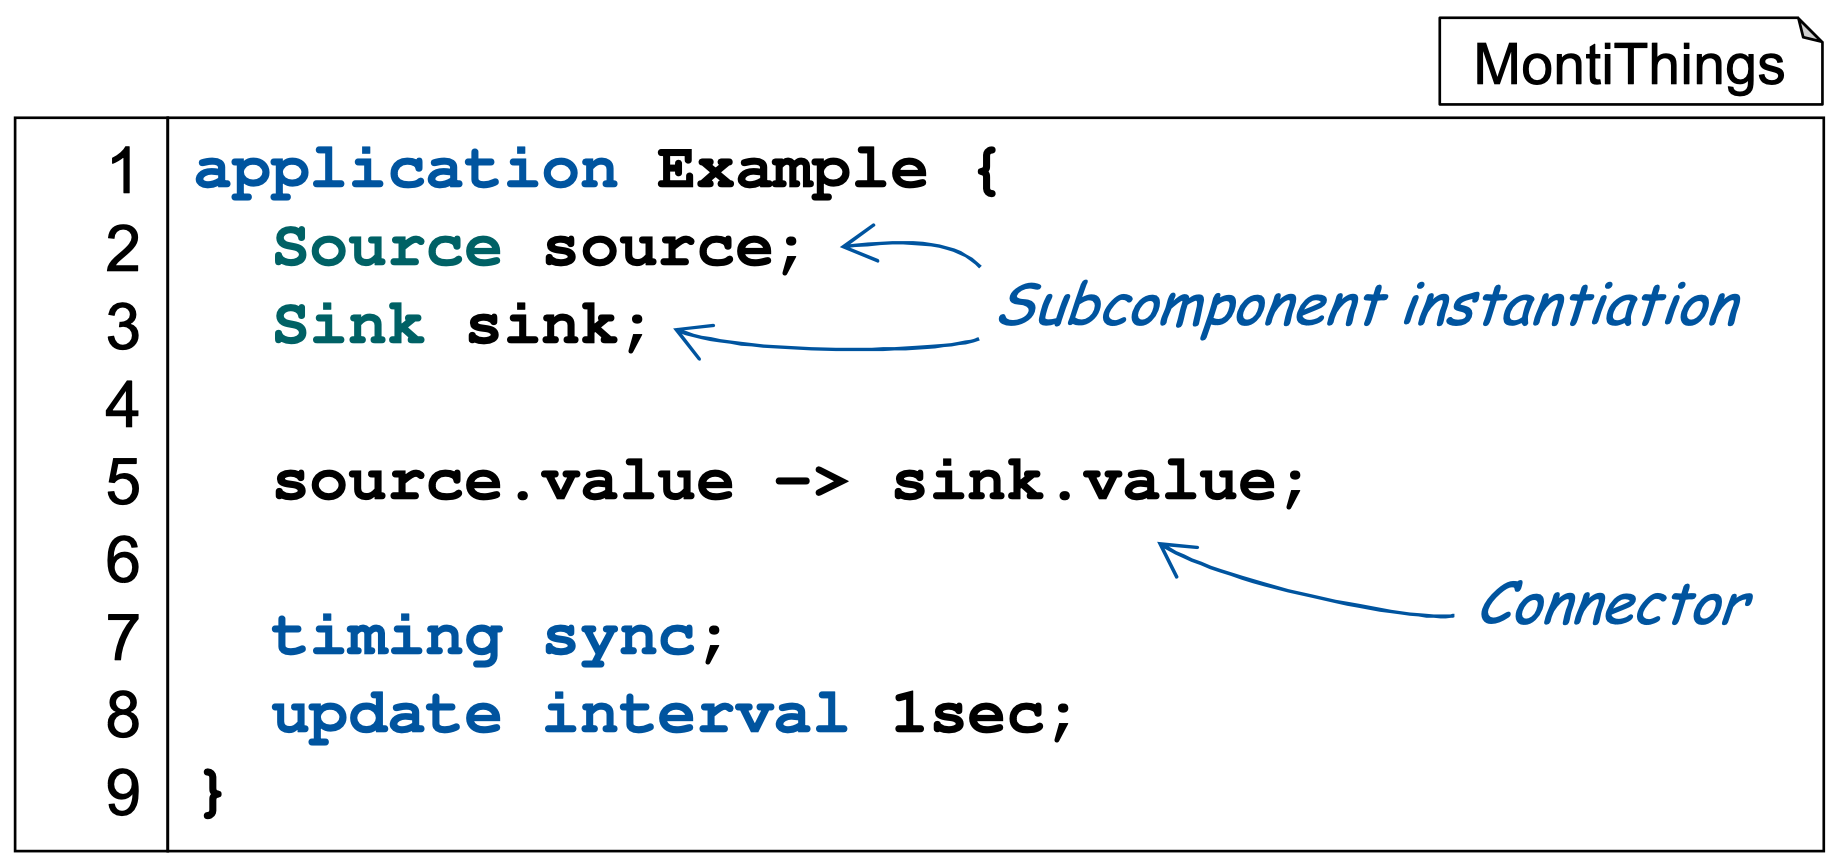 MontiThings
1 application Example {
2 Source source;
3 Sink sink;
Subcomponent instantiation
4
5 source.value -> sink.value;
6
Connector
7 timing sync;
8 update interval 1sec;
9 }